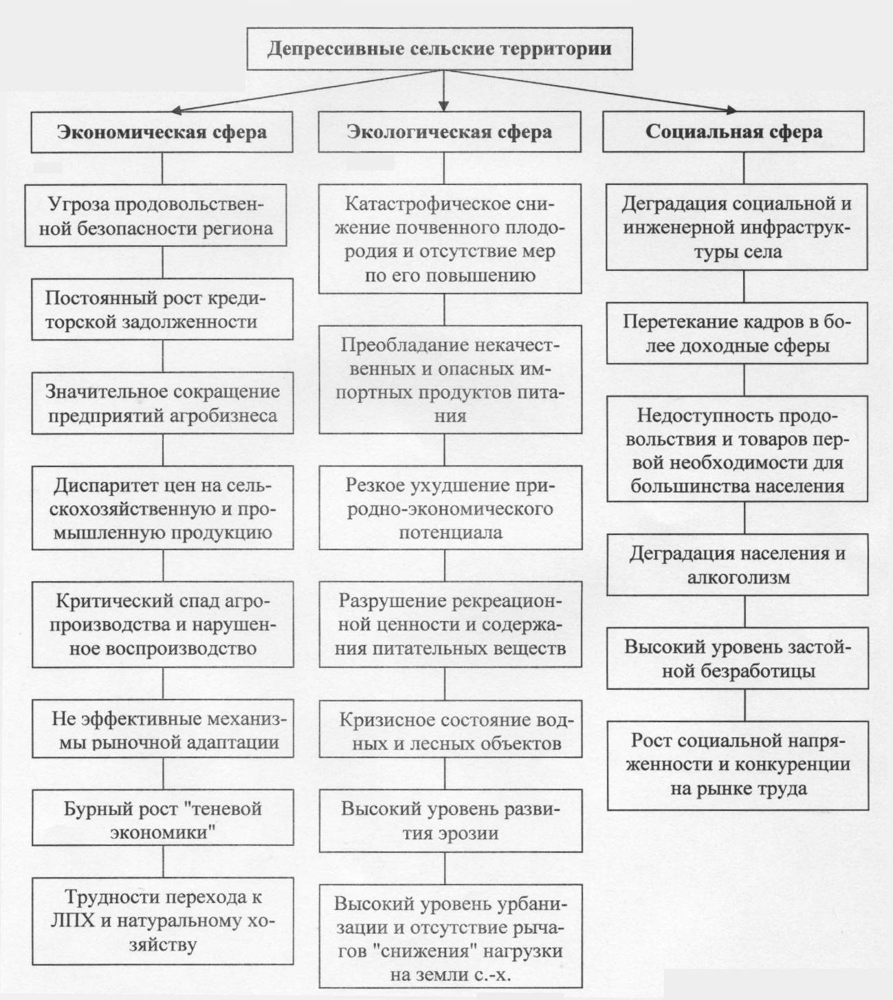 Депрессивные сельские территории
Экономическая сфера
Угроза продовольствен-
ной безопасности региона
Постоянный рост креди-
торской задолженности
Значительное сокращение
предприятий агробизнеса
Диспаритет цен на сель-
скохозяйственную и про-
мышленную продукцию
Критический спад агро-
производства и нарушен-
ное воспроизводство
Не эффективные механиз-
мы рыночной адаптации
Бурный рост "теневой
экономики"
Трудности перехода к
ЛПХ и натуральному хо-
зяйству
Экологическая сфера
Катастрофическое сни-
жение почвенного плодо-
родия и отсутствие мер
по его повышению
Преобладание некачест-
венных и опасных им-
портных продуктов пита-
ния
Резкое ухудшение при-
родно-экономического
потенциала
Разрушение рекреацион-
ной ценности и содержа-
ния питательных веществ
Кризисное состояние вод-
ных и лесных объектов
Высокий уровень разви-
тия эрозии
Высокий уровень урбани-
зации и отсутствие рыча-
гов "снижения" нагрузки
на земли с.-х.
Социальная сфера
Деградация социальной и
инженерной инфраструк-
туры села
Перетекание кадров в бо-
лее доходные сферы
Недоступность продо-
вольствия и товаров пер-
вой необходимости для
большинства населения
Деградация населения и
алкоголизм
Высокий уровень застой-
ной безработицы
Рост социальной напря-
женности и конкуренции
на рынке труда